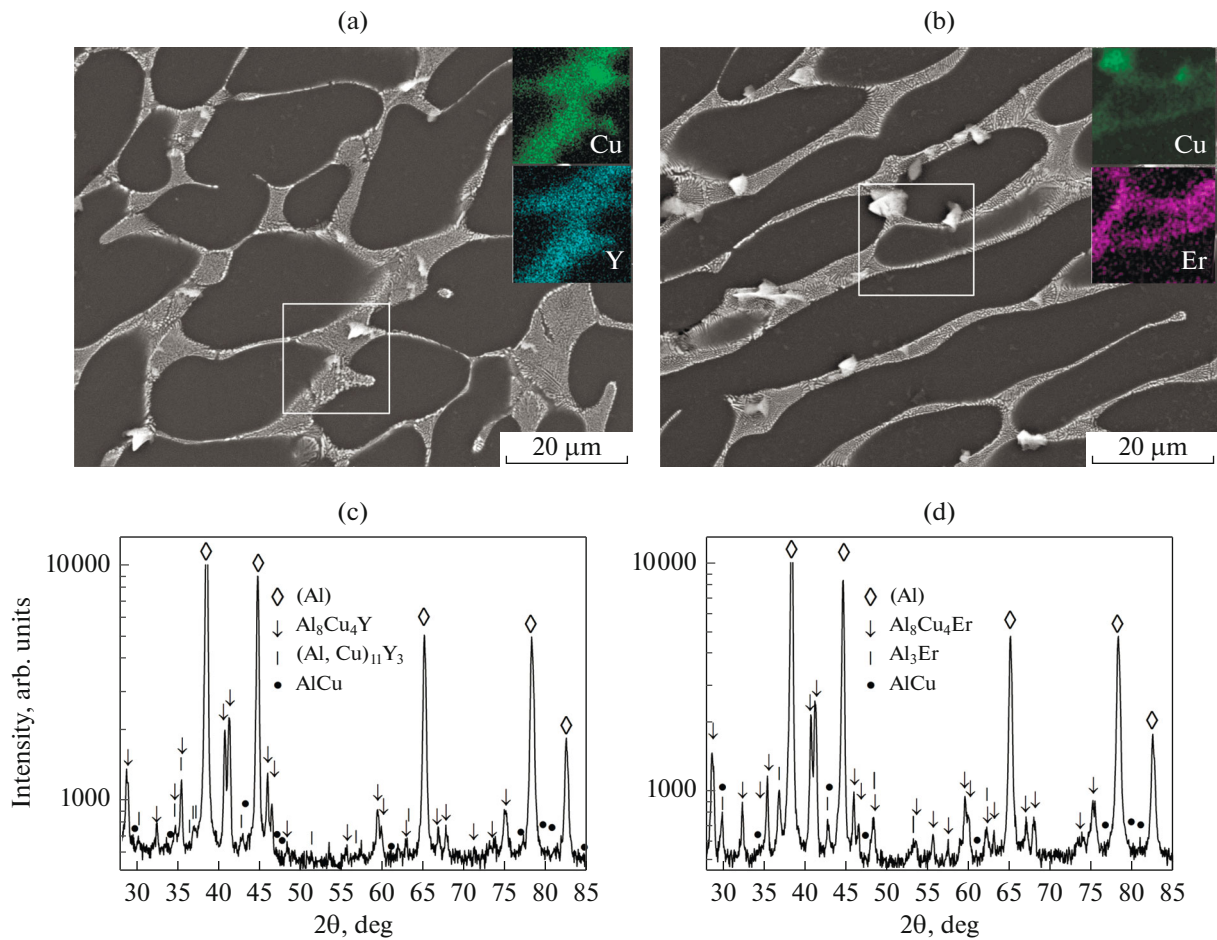 (a)
(b)
Cu
Y
20 μm
Cu
Er
20 μm
(c)
(d)
Intensity, arb. units
10000
1000
(Al)
Al₈Cu₄Y
(Al, Cu)₁₁Y₃
AlCu
30 35 40 45 50 55 60 65 70 75 80 85
2θ, deg
10000
1000
(Al)
Al₈Cu₄Er
Al₃Er
AlCu
30 35 40 45 50 55 60 65 70 75 80 85
2θ, deg